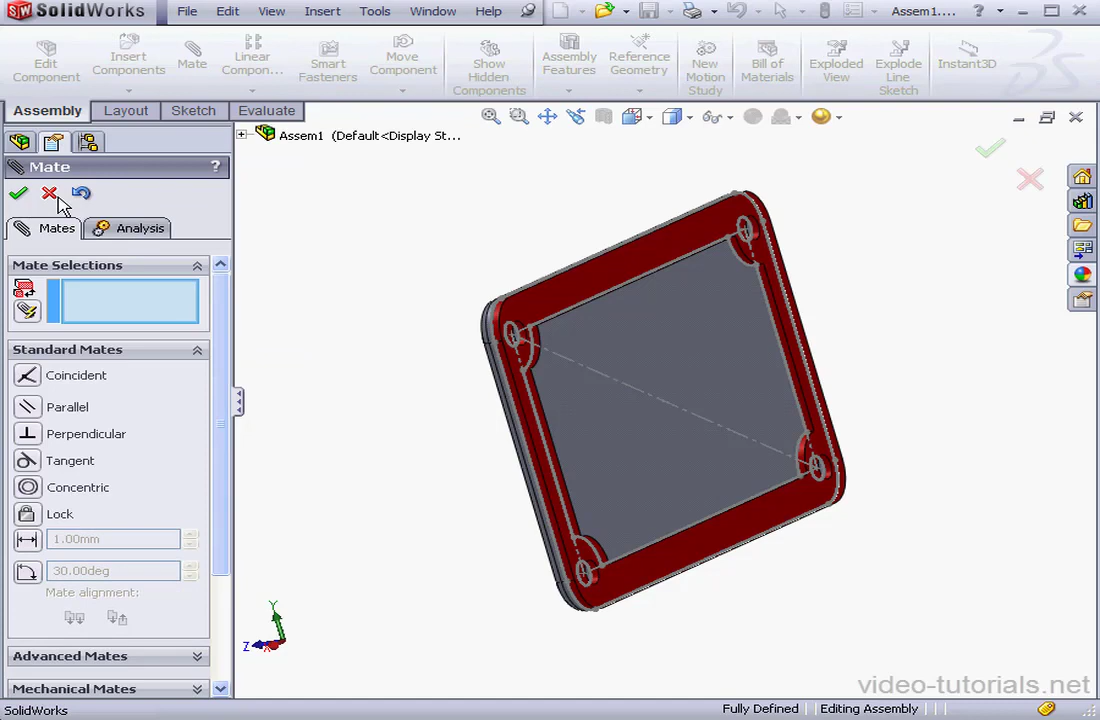 SolidWorks File Edit View Insert Tools Window Help Assem1.... ?
Edit Component
Insert Components
Mate
Linear Compon...
Smart Fasteners
Move Component
Show Hidden Components
Assembly Features
Reference Geometry
New Motion Study
Bill of Materials
Exploded View
Explode Line Sketch
Instant3D
Assembly Layout Sketch Evaluate
Assem1 (Default<Display St...
Mate ?
Mates Analysis
Mate Selections
Standard Mates
Coincident
Parallel
Perpendicular
Tangent
Concentric
Lock
1.00mm
30.00deg
Mate alignment:
Advanced Mates
Mechanical Mates
Y
Z
video-tutorials.net
SolidWorks Fully Defined Editing Assembly